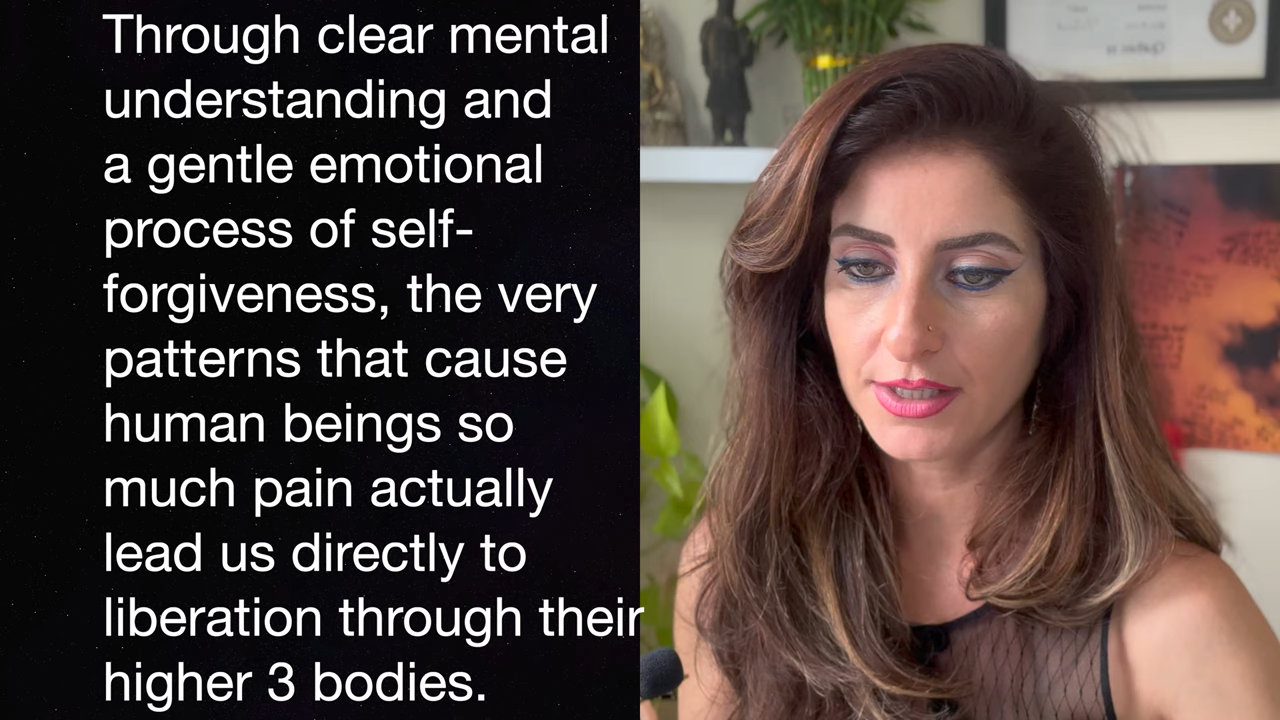 Through clear mental
understanding and
a gentle emotional
process of self-
forgiveness, the very
patterns that cause
human beings so
much pain actually
lead us directly to
liberation through their
higher 3 bodies.